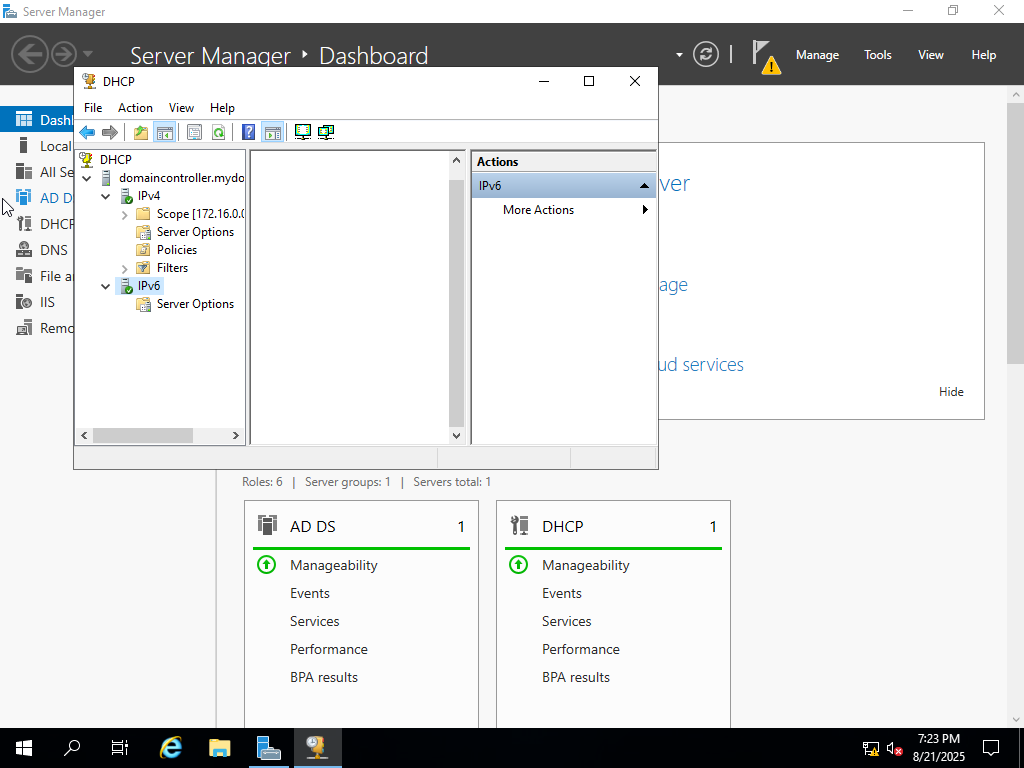 Server Manager
Server Manager ‣ Dashboard
Manage
Tools
View
Help
DHCP
File Action View Help
DHCP
domaincontroller.mydo
IPv4
Scope [172.16.0.0
Server Options
Policies
Filters
IPv6
Server Options
Actions
IPv6
More Actions
Dashl
Local
All Se
AD D
DHCP
DNS
File a
IIS
Remo
ver
age
ud services
Hide
Roles: 6 | Server groups: 1 | Servers total: 1
AD DS 1
Manageability
Events
Services
Performance
BPA results
DHCP 1
Manageability
Events
Services
Performance
BPA results
7:23 PM
8/21/2025